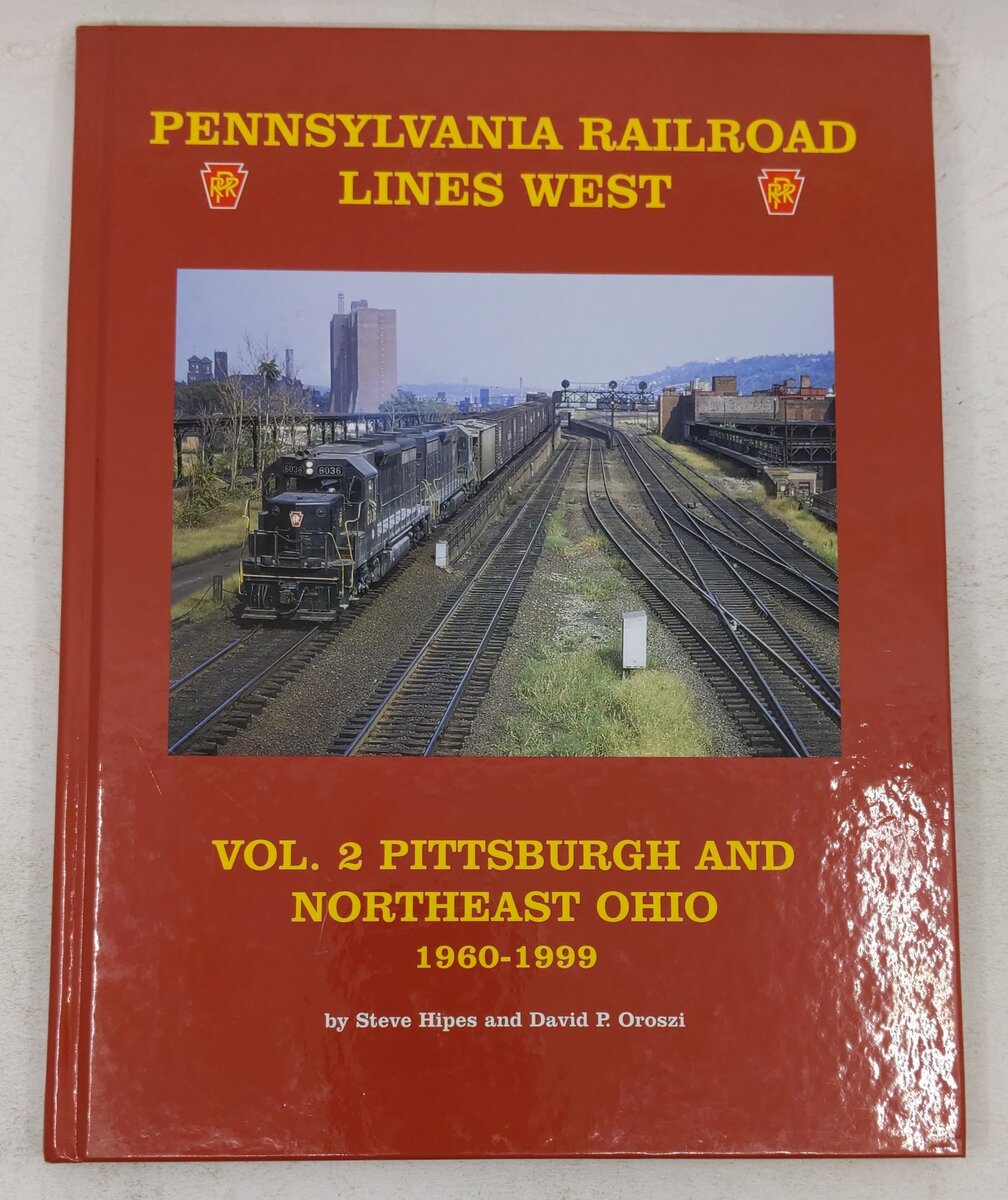 PENNSYLVANIA RAILROAD
LINES WEST
PRR
PRR
6036 6036
VOL. 2 PITTSBURGH AND
NORTHEAST OHIO
1960-1999
by Steve Hipes and David P. Oroszi